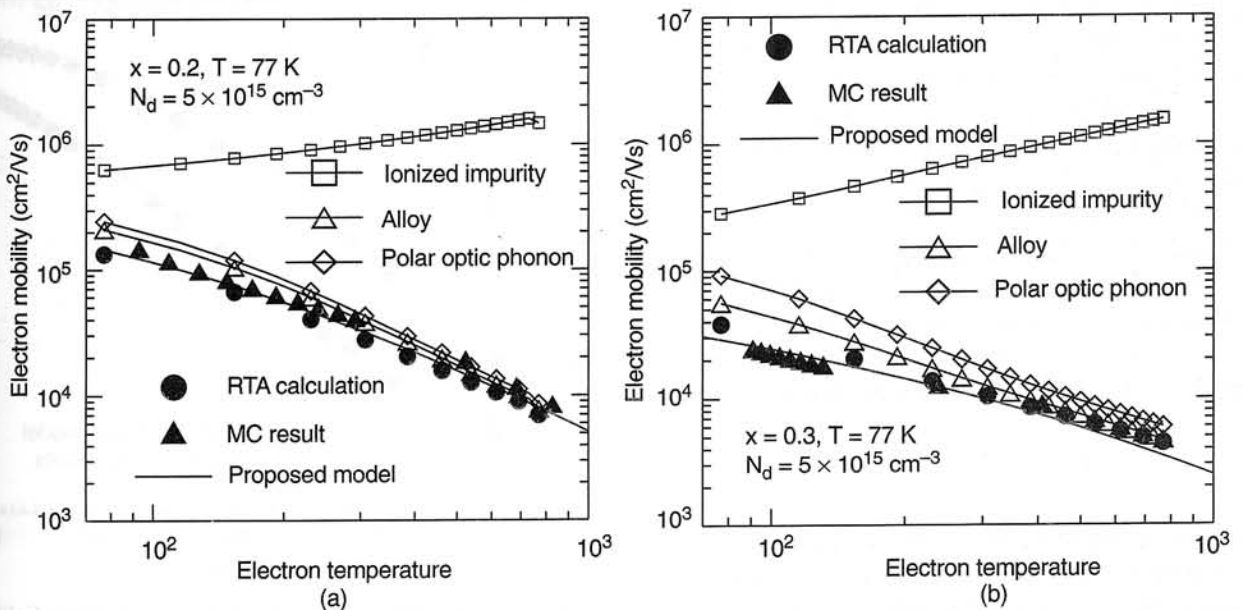 10⁷
10⁶
10⁵
10⁴
10³
Electron mobility (cm²/Vs)
x = 0.2, T = 77 K
N_d = 5 × 10¹⁵ cm⁻³
Ionized impurity
Alloy
Polar optic phonon
RTA calculation
MC result
Proposed model
10²
10³
Electron temperature
(a)
10⁷
10⁶
10⁵
10⁴
10³
Electron mobility (cm²/Vs)
RTA calculation
MC result
Proposed model
Ionized impurity
Alloy
Polar optic phonon
x = 0.3, T = 77 K
N_d = 5 × 10¹⁵ cm⁻³
10²
10³
Electron temperature
(b)